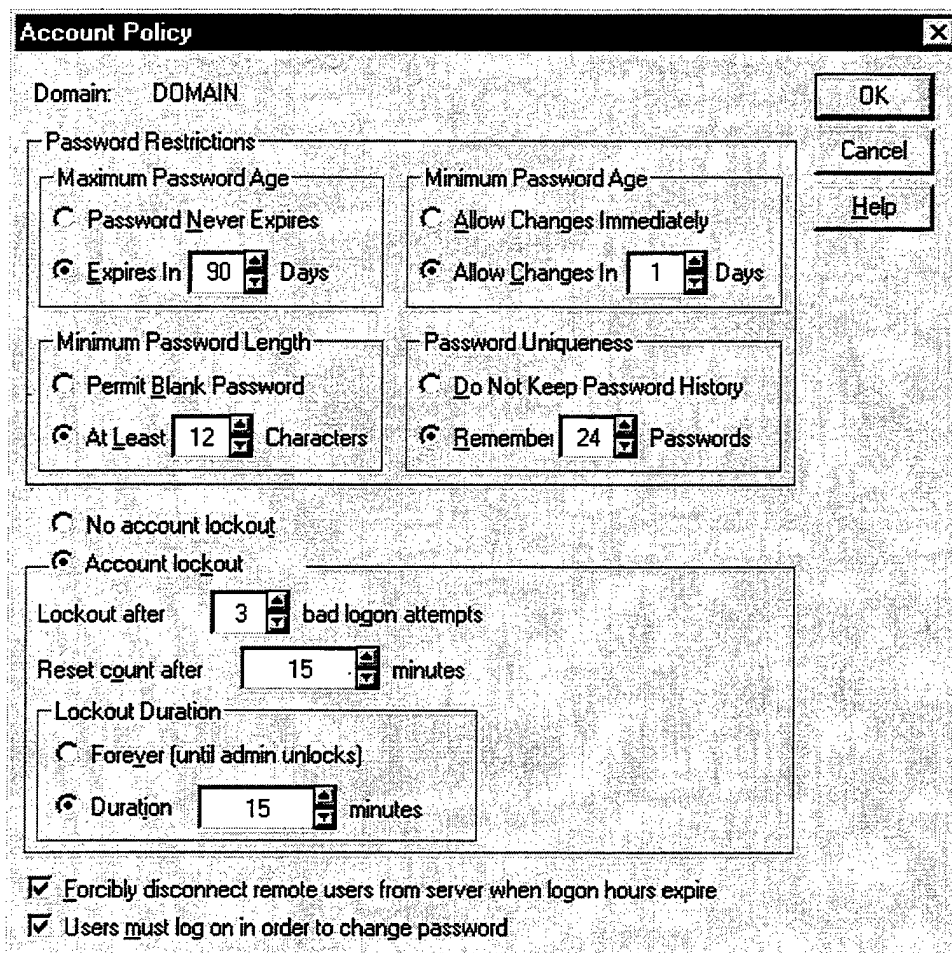 Account Policy
Domain: DOMAIN
OK
Cancel
Help
Password Restrictions
Maximum Password Age
Password Never Expires
Expires In 90 Days
Minimum Password Age
Allow Changes Immediately
Allow Changes In 1 Days
Minimum Password Length
Permit Blank Password
At Least 12 Characters
Password Uniqueness
Do Not Keep Password History
Remember 24 Passwords
No account lockout
Account lockout
Lockout after 3 bad logon attempts
Reset count after 15 minutes
Lockout Duration
Forever (until admin unlocks)
Duration 15 minutes
Forcibly disconnect remote users from server when logon hours expire
Users must log on in order to change password